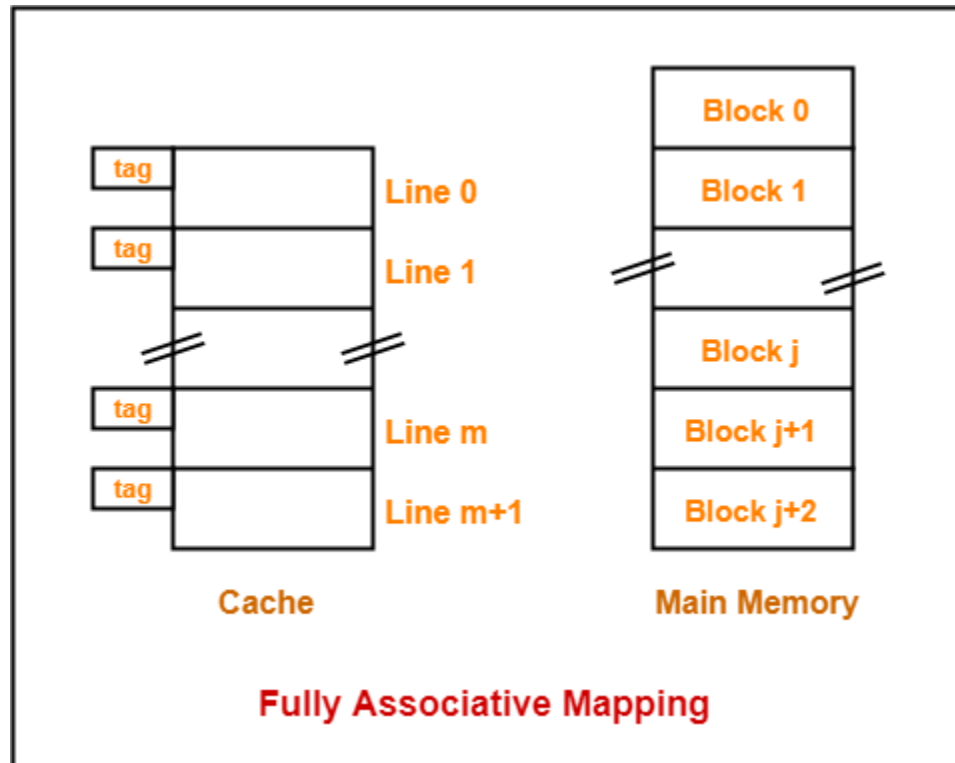 tag
Line 0
tag
Line 1
tag
Line m
tag
Line m+1
Cache
Block 0
Block 1
Block j
Block j+1
Block j+2
Main Memory
Fully Associative Mapping